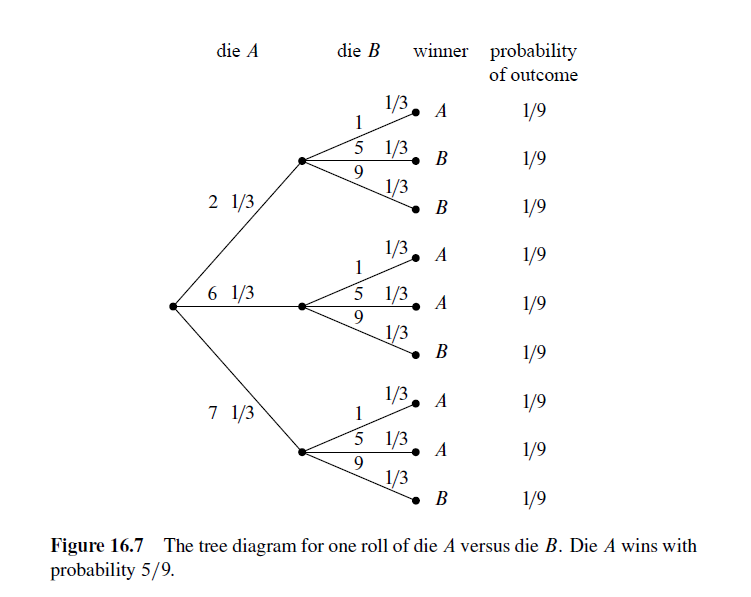 die A die B winner probability
of outcome
1/3 A 1/9
1
5 1/3 B 1/9
9
1/3 B 1/9
2 1/3
1/3 A 1/9
1
6 1/3 5 1/3 A 1/9
9
1/3 B 1/9
1/3 A 1/9
7 1/3 1
5 1/3 A 1/9
9
1/3 B 1/9
Figure 16.7 The tree diagram for one roll of die A versus die B. Die A wins with
probability 5/9.